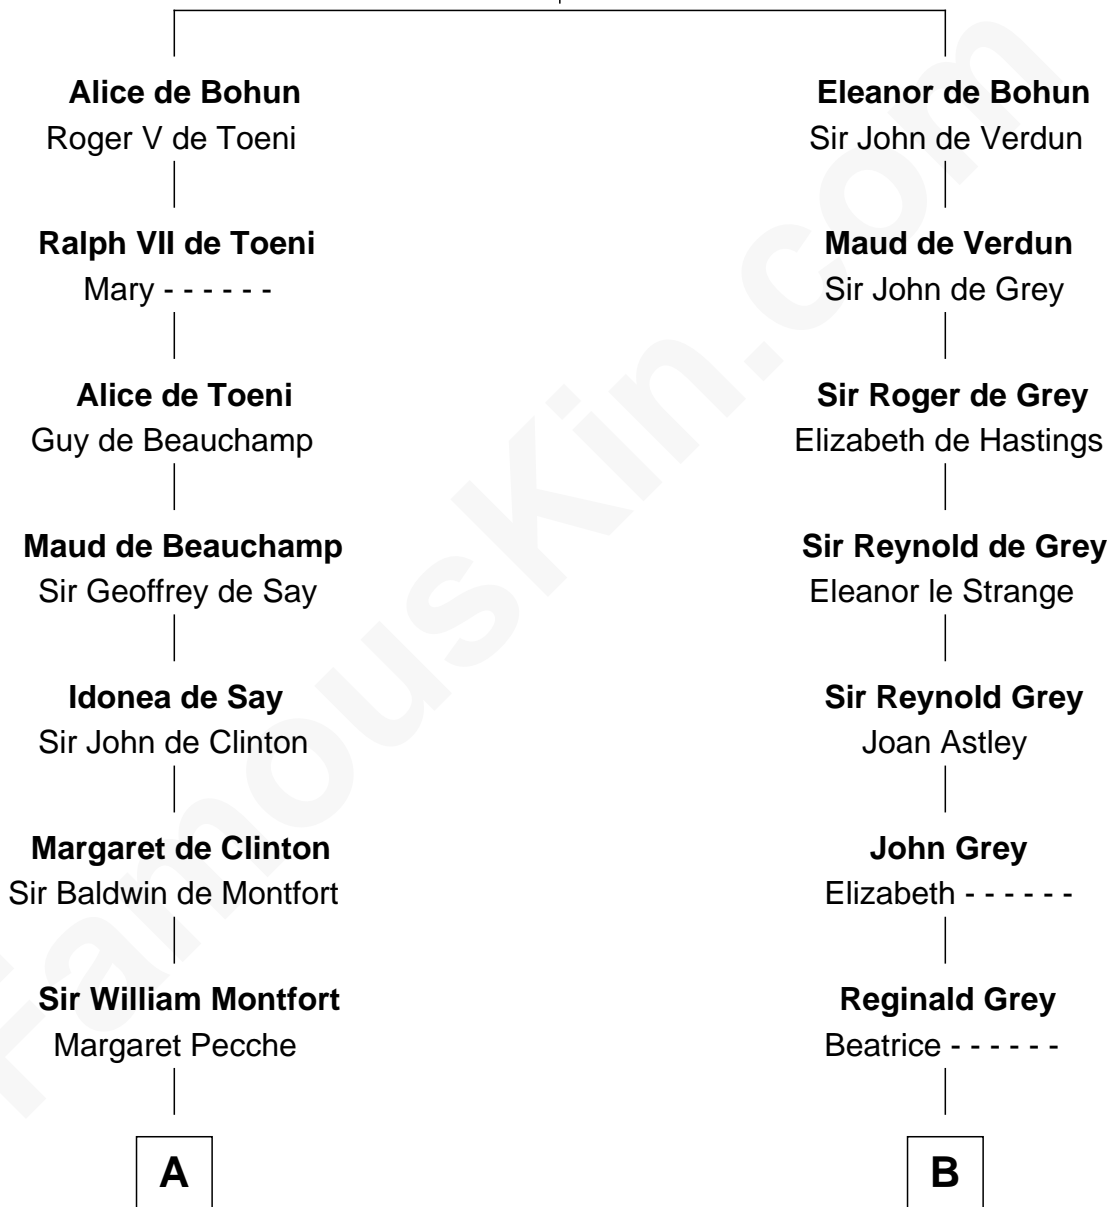 Alice de Bohun
Roger V de Toeni
Ralph VII de Toeni
Mary - - - - - -
Alice de Toeni
Guy de Beauchamp
Maud de Beauchamp
Sir Geoffrey de Say
Idonea de Say
Sir John de Clinton
Margaret de Clinton
Sir Baldwin de Montfort
Sir William Montfort
Margaret Pecche
A
Eleanor de Bohun
Sir John de Verdun
Maud de Verdun
Sir John de Grey
Sir Roger de Grey
Elizabeth de Hastings
Sir Reynold de Grey
Eleanor le Strange
Sir Reynold Grey
Joan Astley
John Grey
Elizabeth - - - - - -
Reginald Grey
Beatrice - - - - - -
B
FamousKin.com